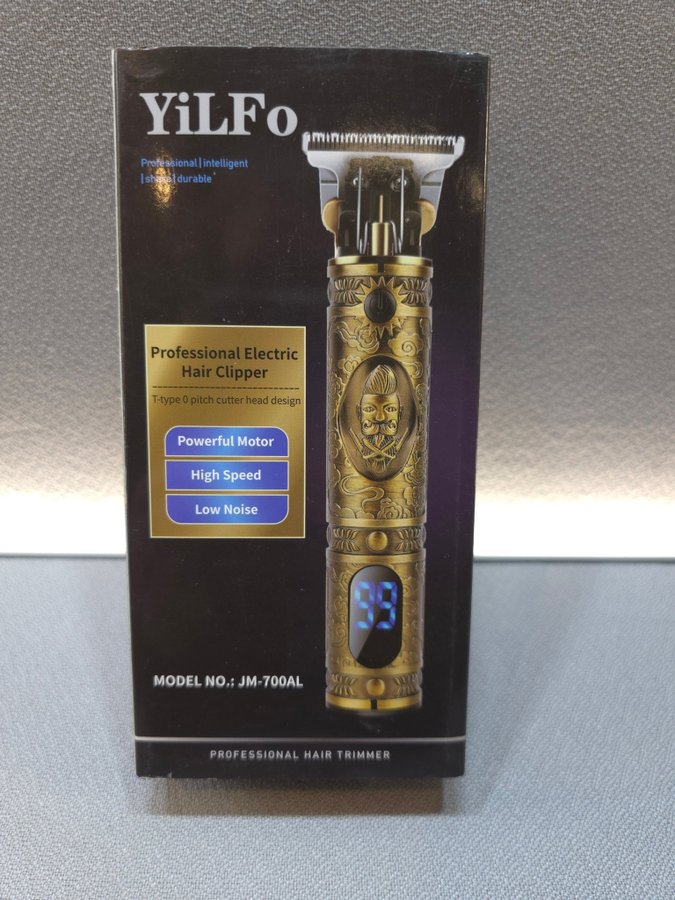 YiLFo
Professional | intelligent
| sharp | durable
Professional Electric
Hair Clipper
T-type 0 pitch cutter head design
Powerful Motor
High Speed
Low Noise
99
MODEL NO.: JM-700AL
PROFESSIONAL HAIR TRIMMER